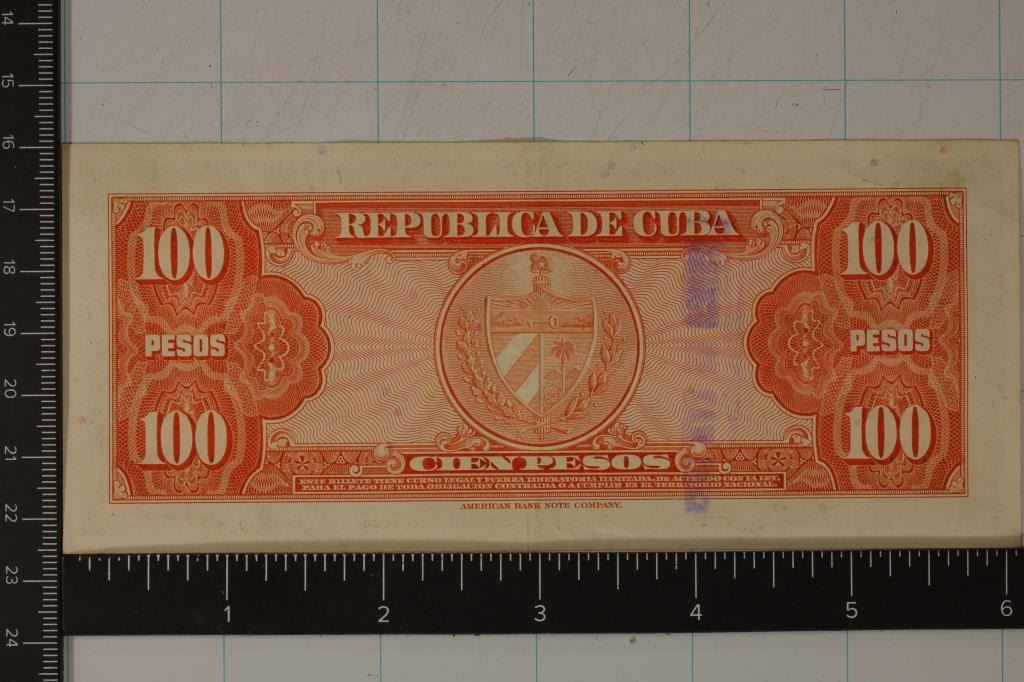 14
15
16
17
18
19
20
21
22
23
24
REPUBLICA DE CUBA
100 100
PESOS PESOS
100 100
CIEN PESOS
ESTE BILLETE TIENE CURSO LEGAL Y FUERZA LIBERATORIA ILIMITADA, DE ACUERDO CON LA LEY,
PARA EL PAGO DE TODA OBLIGACION CONTRAIDA O A CUMPLIR EN EL TERRITORIO NACIONAL.
AMERICAN BANK NOTE COMPANY.
1 2 3 4 5 6